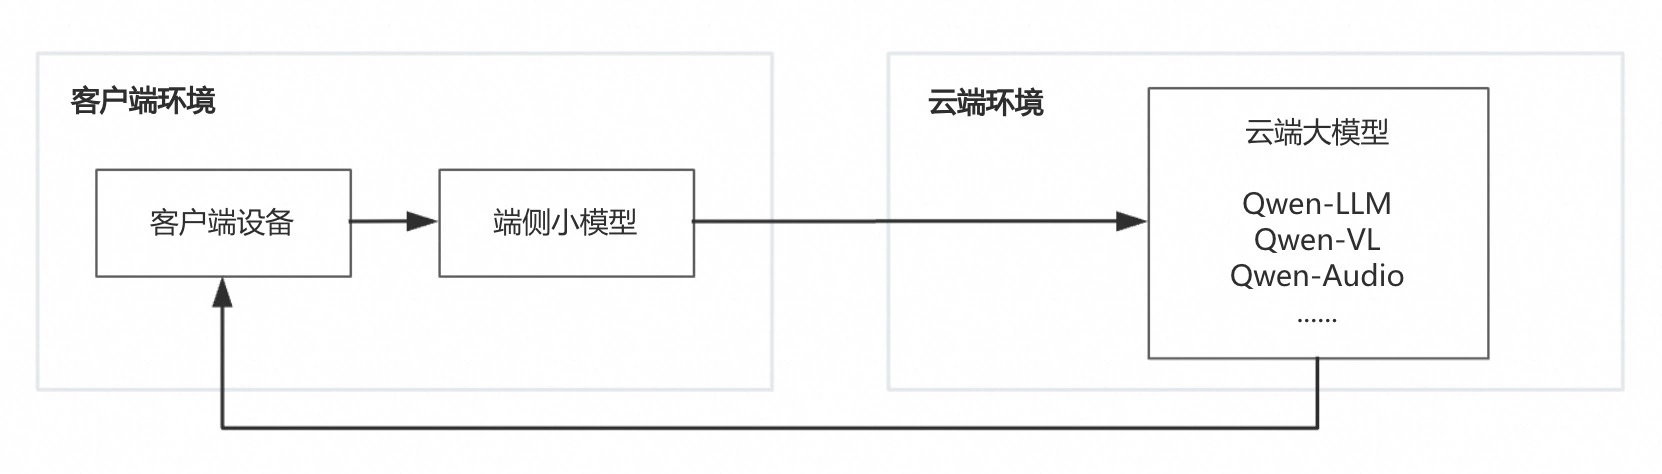 客户端环境
客户端设备
端侧小模型
云端环境
云端大模型
Qwen-LLM
Qwen-VL
Qwen-Audio
......